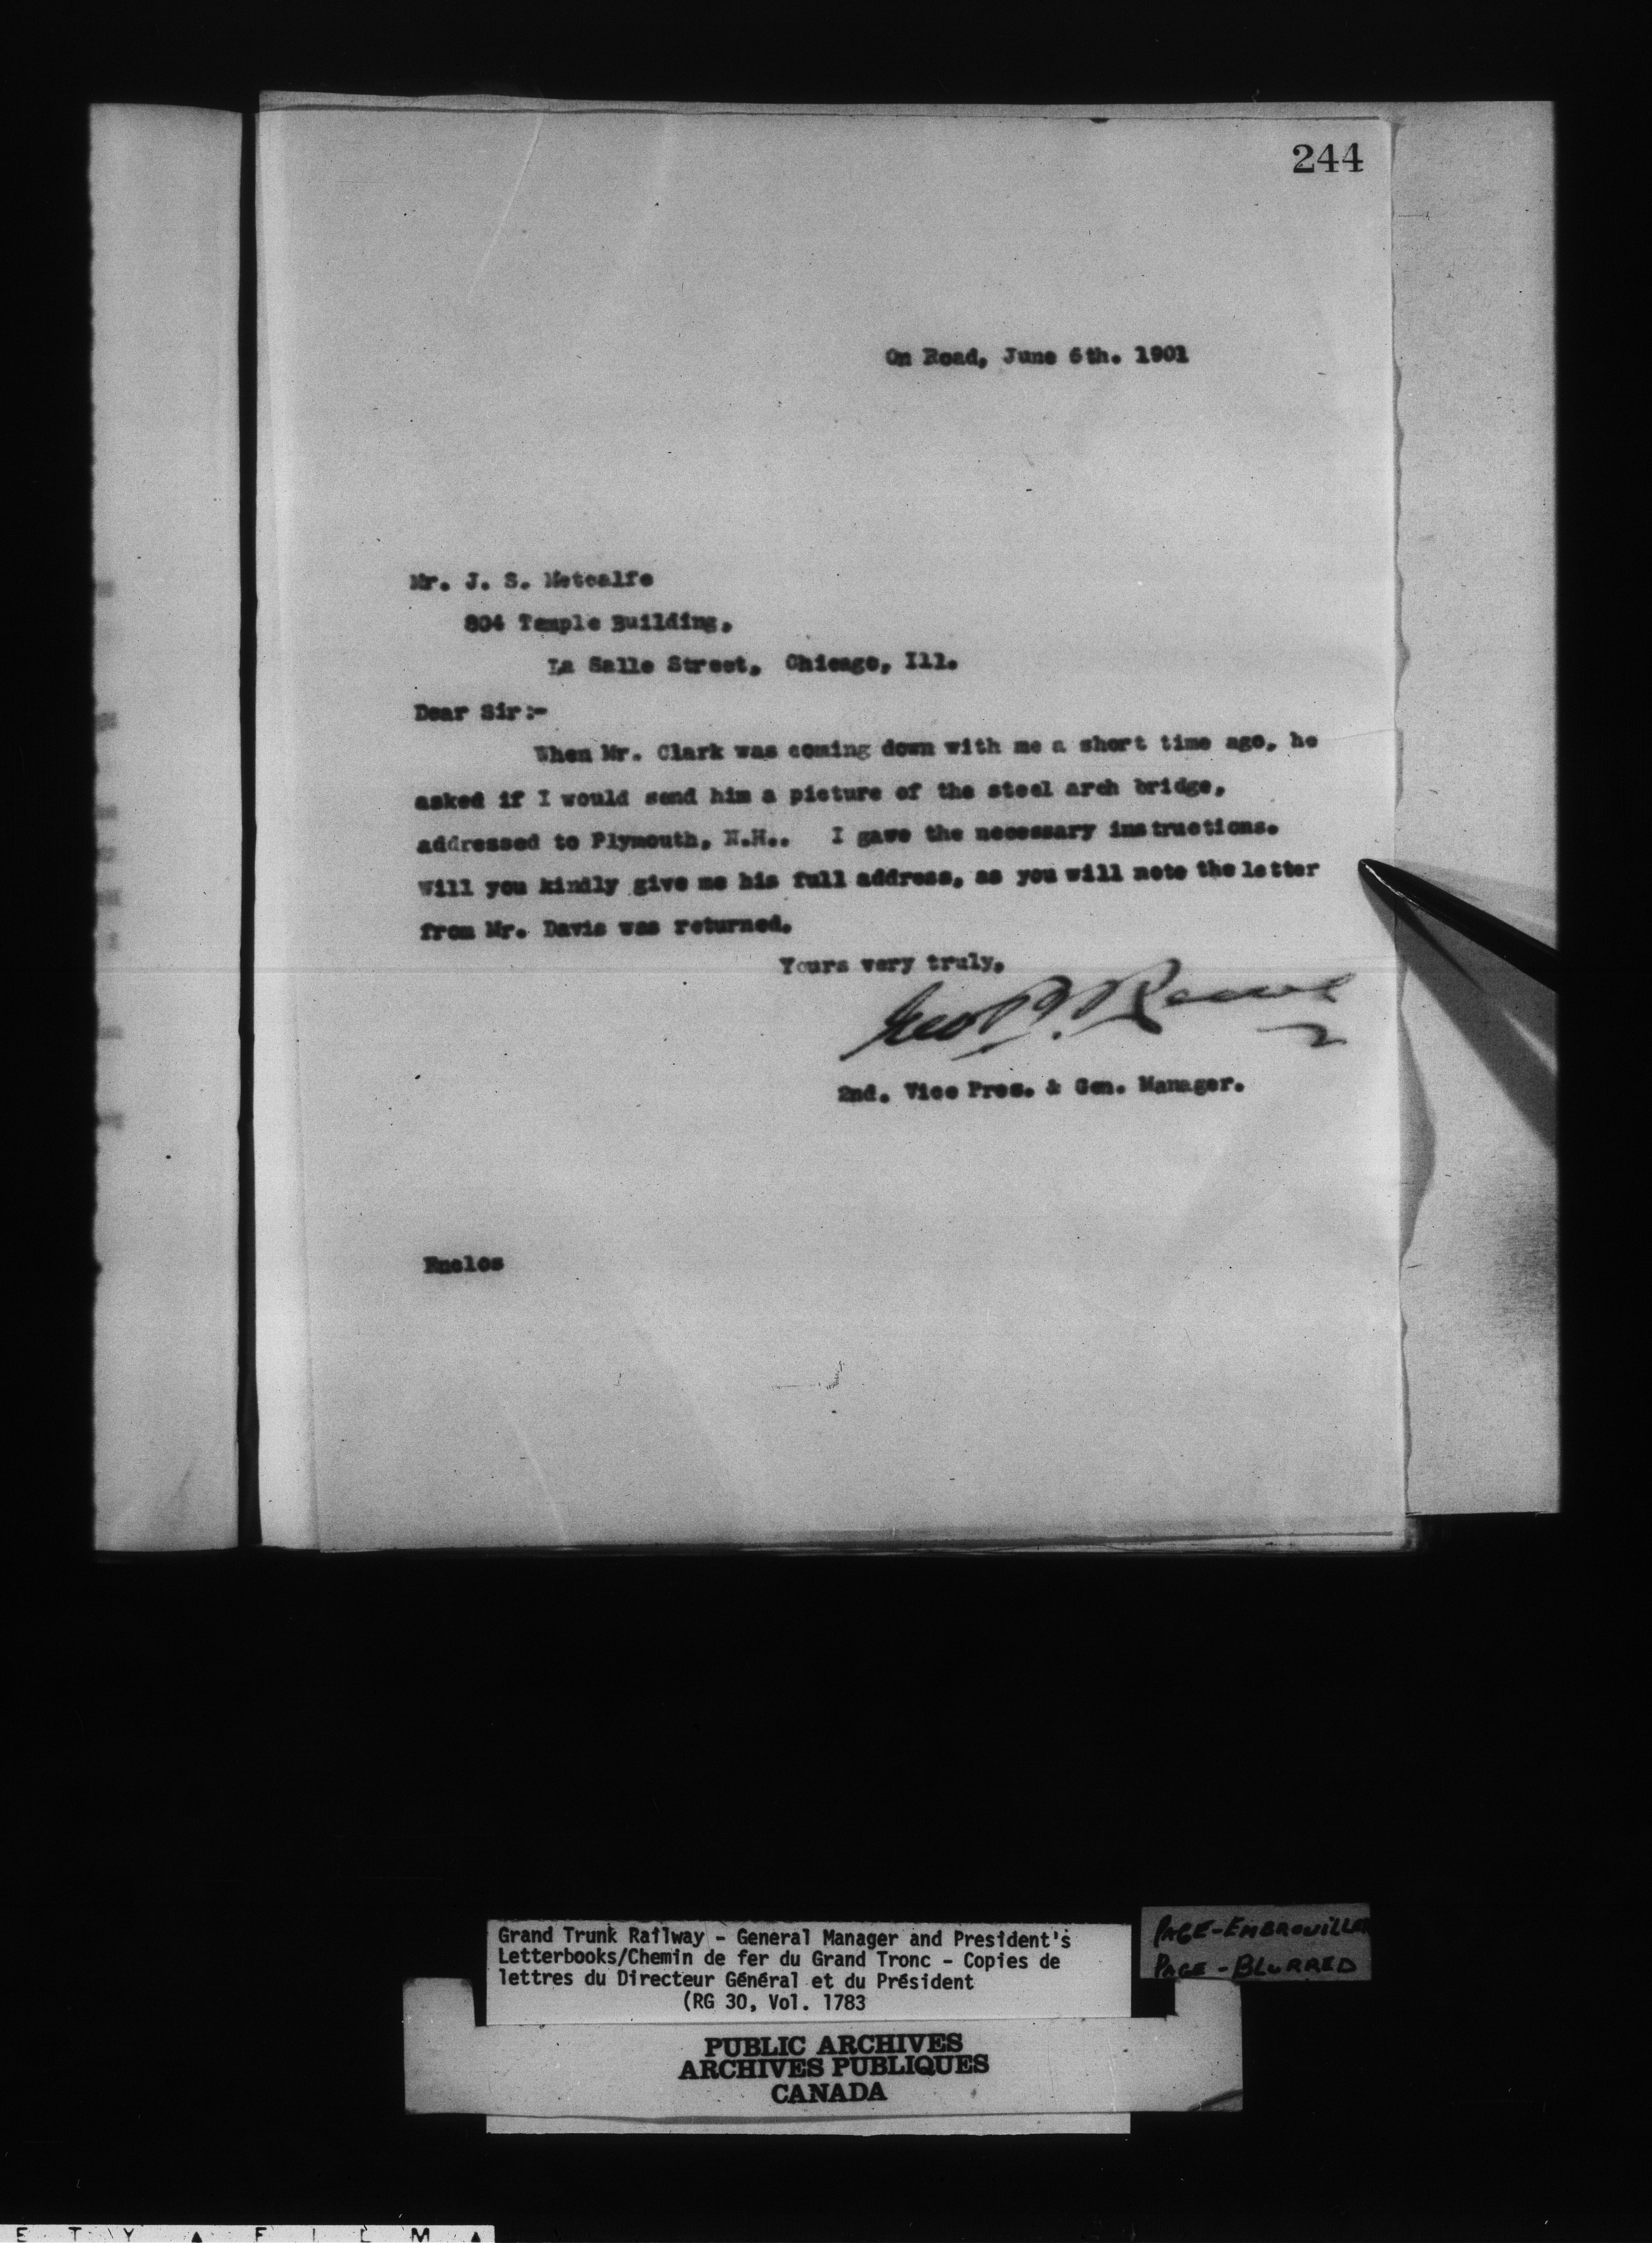 244
On Road, June 6th. 1901
Mr. J. S. Metcalfe
804 Temple Building,
La Salle Street, Chicago, Ill.
Dear Sir:-
When Mr. Clark was coming down with me a short time ago, he
asked if I would send him a picture of the steel arch bridge,
addressed to Plymouth, N.H.. I gave the necessary instructions.
Will you kindly give me his full address, as you will note the letter
from Mr. Davis was returned.
Yours very truly,
Geo B. Reeve
2nd. Vice Pres. & Gen. Manager.
Enclos
Grand Trunk Railway - General Manager and President's
Letterbooks/Chemin de fer du Grand Tronc - Copies de
lettres du Directeur Général et du Président
(RG 30, Vol. 1783
PAGE-EMBROUILLEE
PAGE-BLURRED
PUBLIC ARCHIVES
ARCHIVES PUBLIQUES
CANADA
E T Y ▲ F I L M ▲